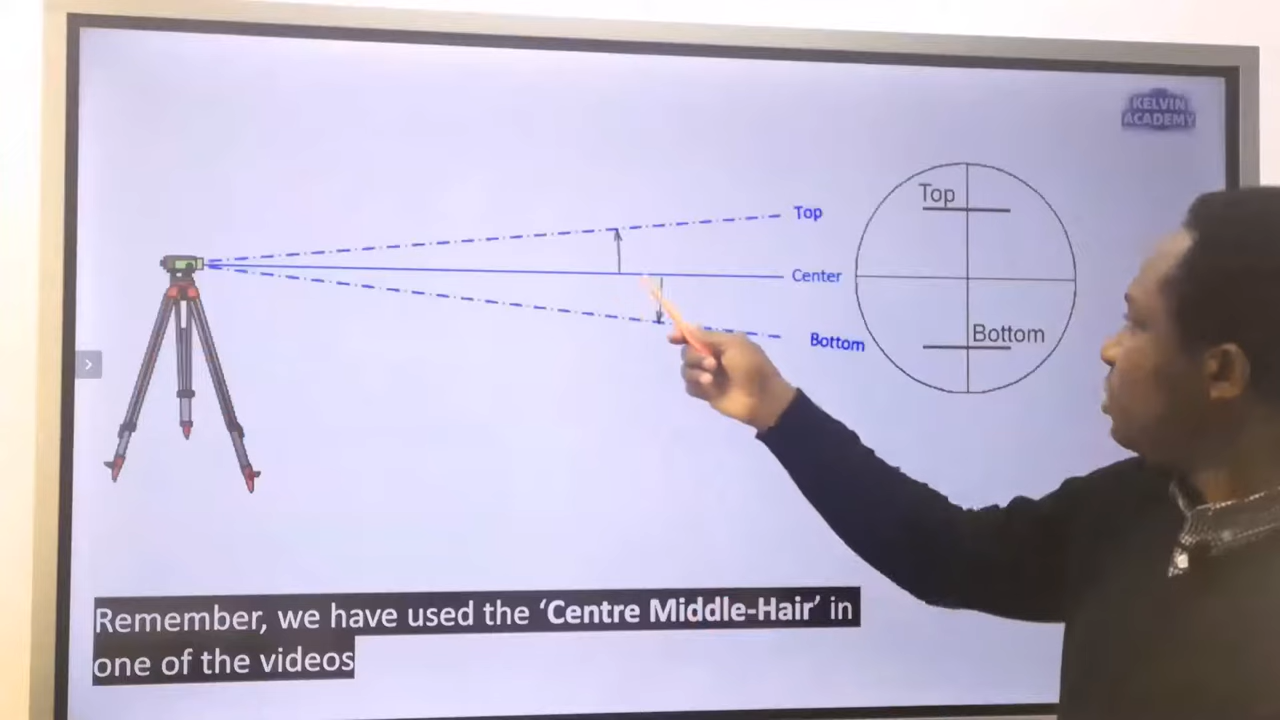 KELVIN
ACADEMY
Top
Center
Bottom
Top
Bottom
Remember, we have used the ‘Centre Middle-Hair’ in
one of the videos